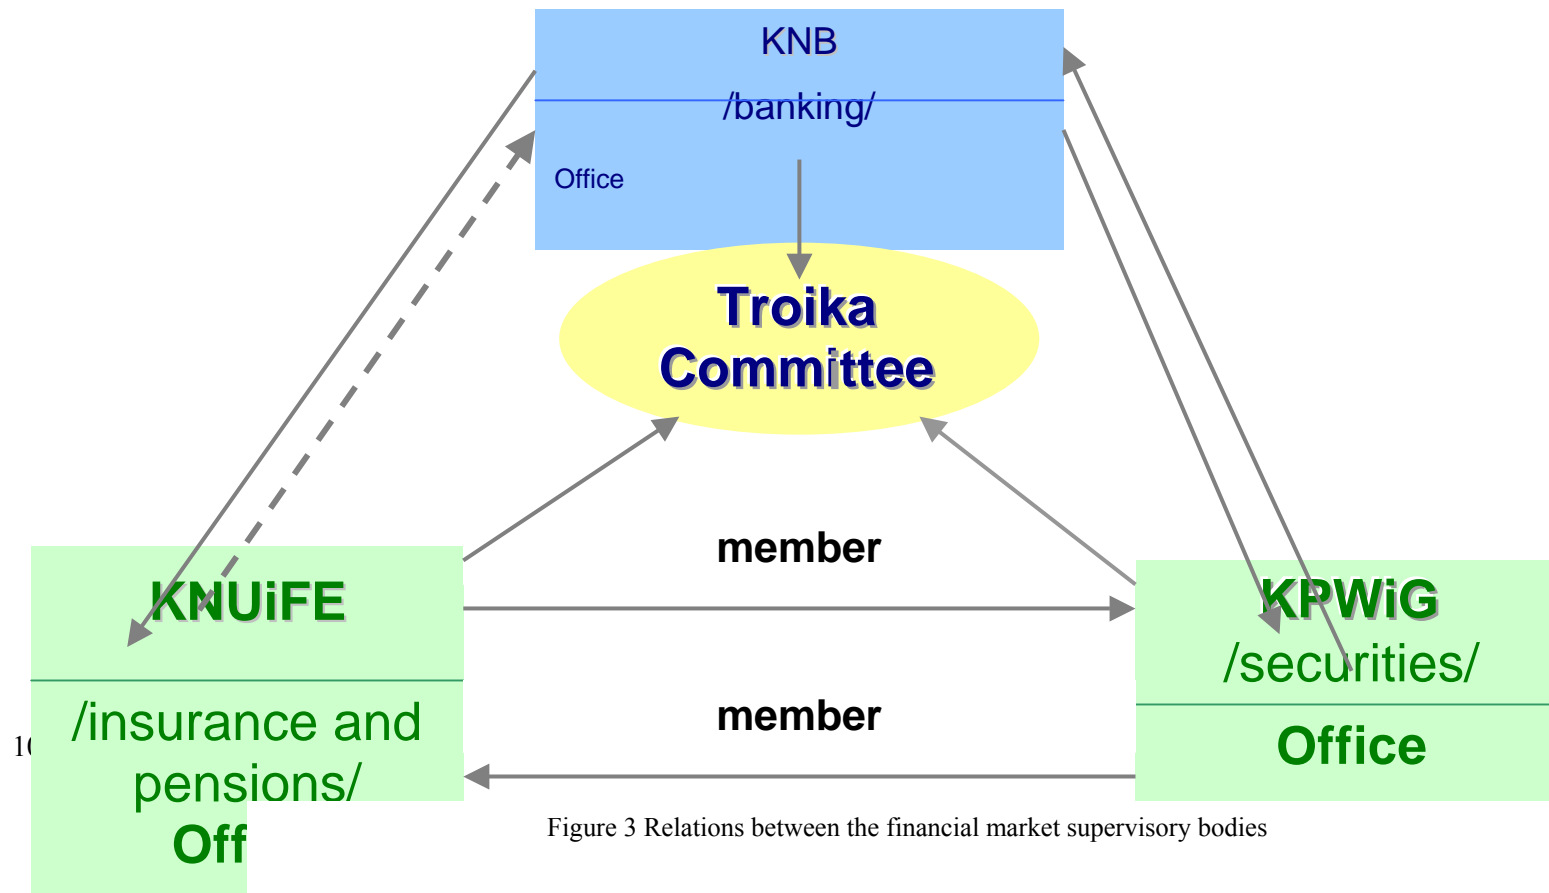 KNB
/banking/
Office
Troika
Committee
member
KNUiFE
KPWiG
/securities/
/insurance and
pensions/
member
Office
Off
Figure 3 Relations between the financial market supervisory bodies